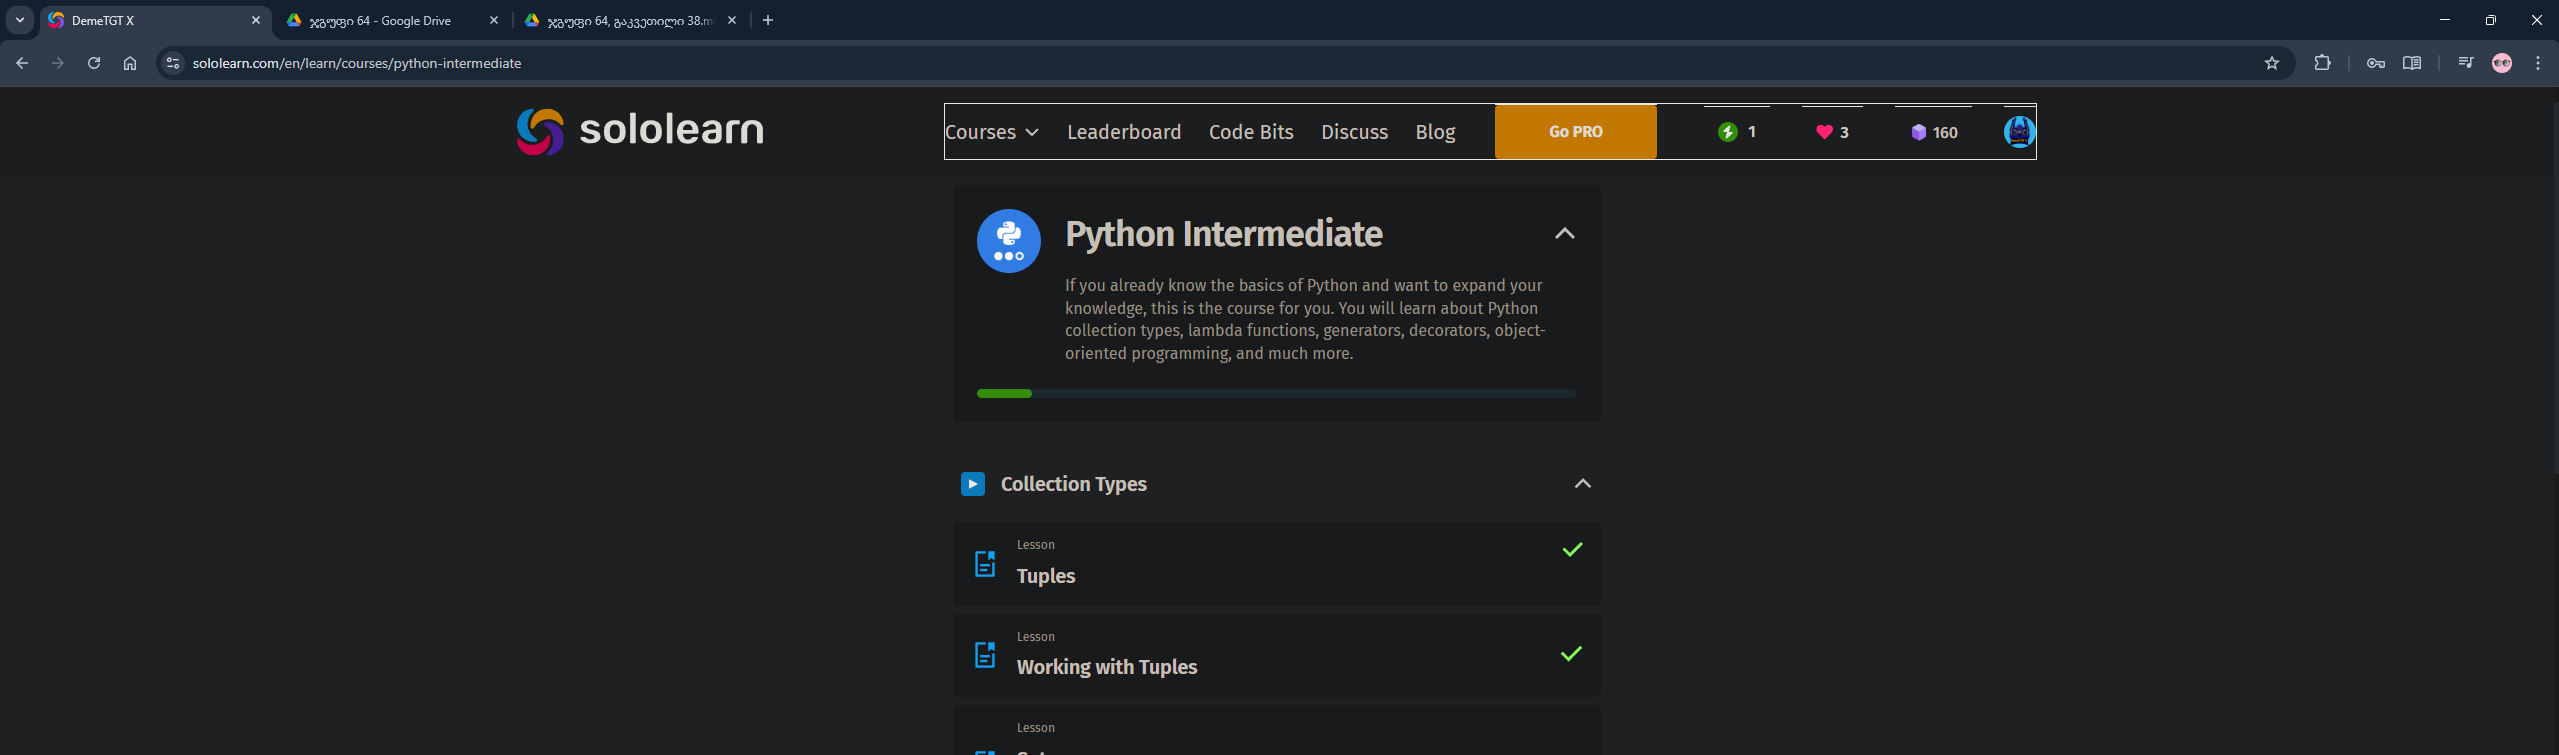 DemeTGT X
ჯგუფი 64 - Google Drive
ჯგუფი 64, გაკვეთილი 38.m
sololearn.com/en/learn/courses/python-intermediate
sololearn
Courses
Leaderboard
Code Bits
Discuss
Blog
Go PRO
1
3
160
Python Intermediate
If you already know the basics of Python and want to expand your
knowledge, this is the course for you. You will learn about Python
collection types, lambda functions, generators, decorators, object-
oriented programming, and much more.
Collection Types
Lesson
Tuples
Lesson
Working with Tuples
Lesson